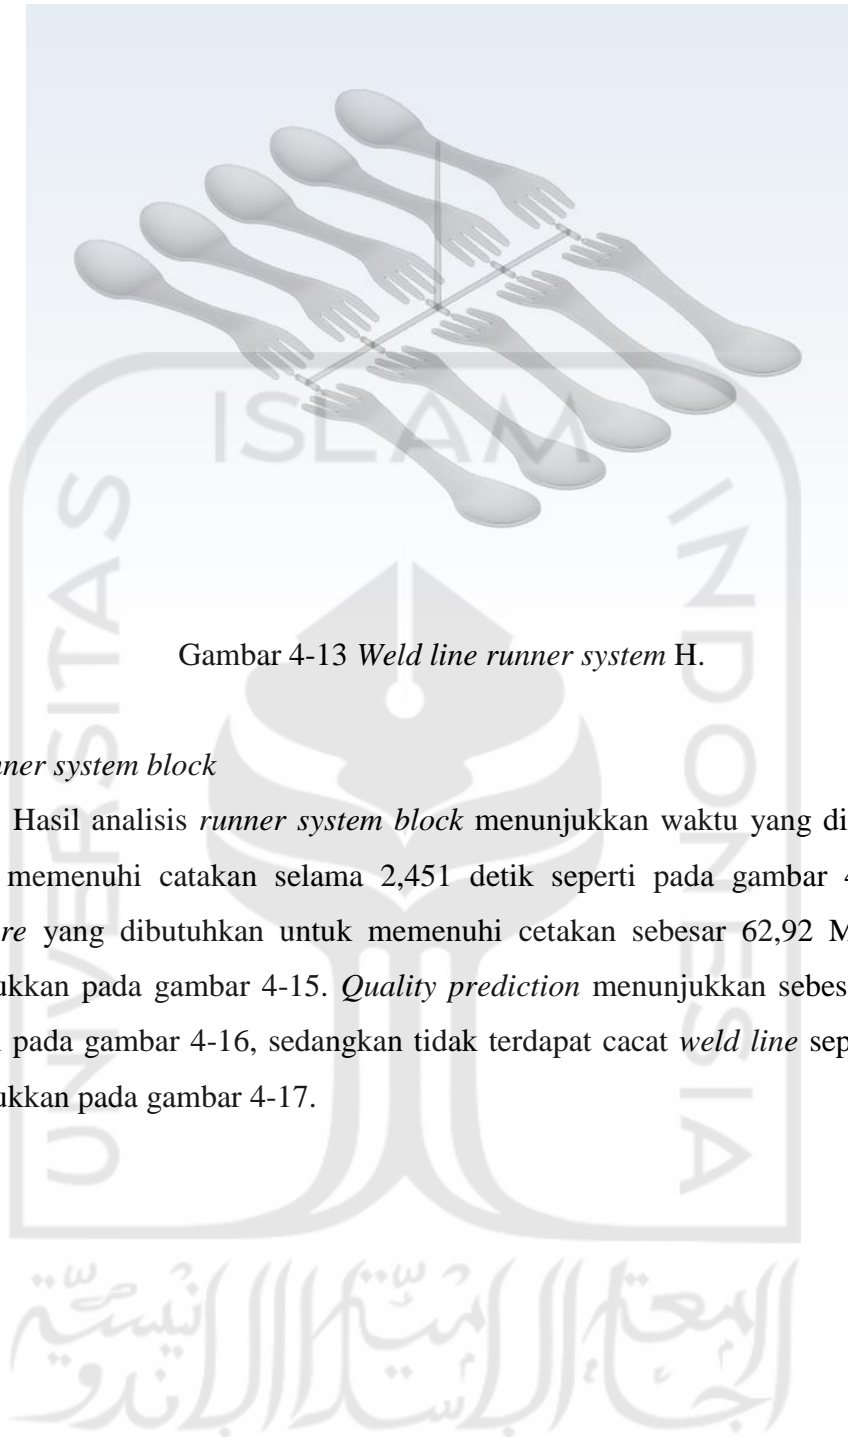 ISLAM
UNIVERSITAS
INDONESIA
Gambar 4-13 Weld line runner system H.
ner system block
Hasil analisis runner system block menunjukkan waktu yang di
memenuhi catakan selama 2,451 detik seperti pada gambar 4
re yang dibutuhkan untuk memenuhi cetakan sebesar 62,92 M
ukkan pada gambar 4-15. Quality prediction menunjukkan sebes
pada gambar 4-16, sedangkan tidak terdapat cacat weld line sep
ukkan pada gambar 4-17.